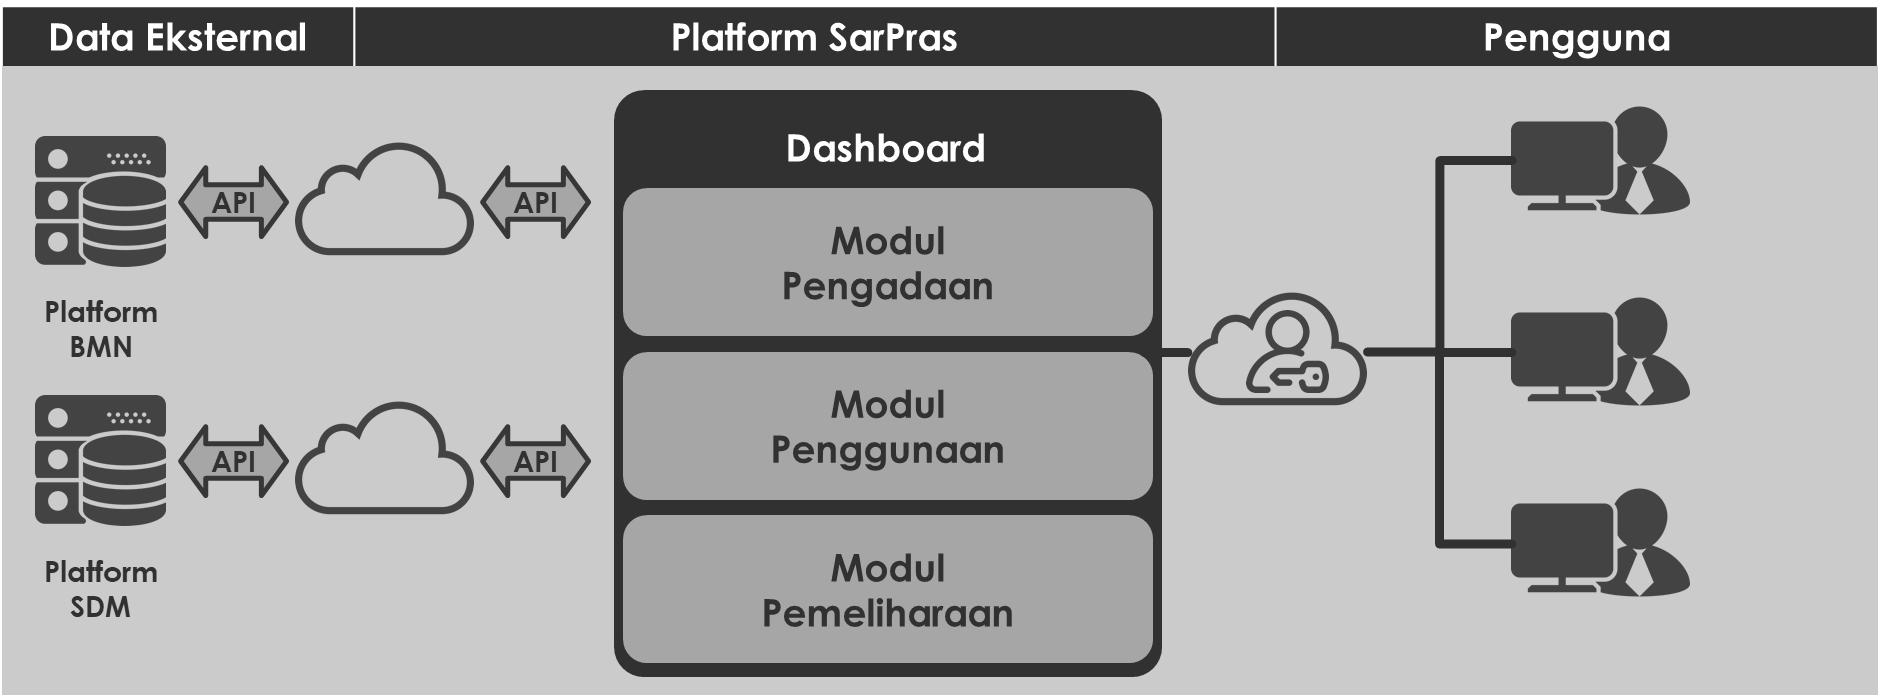 Data Eksternal
Platform SarPras
Pengguna
API
API
Platform
BMN
API
API
Platform
SDM
Dashboard
Modul
Pengadaan
Modul
Penggunaan
Modul
Pemeliharaan